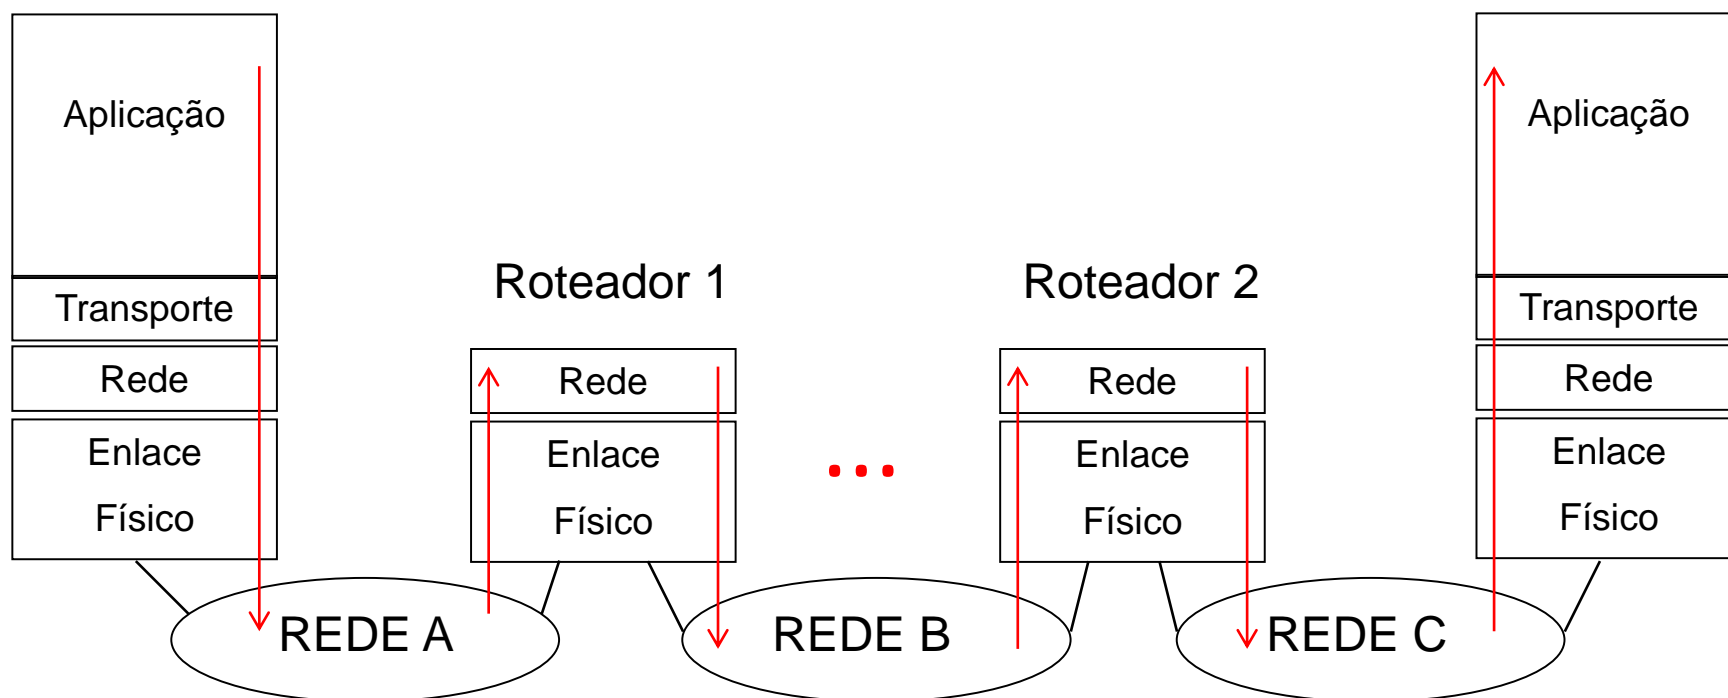 Aplicação
Transporte
Rede
Enlace
Físico
Roteador 1
Rede
Enlace
Físico
...
Roteador 2
Rede
Enlace
Físico
Aplicação
Transporte
Rede
Enlace
Físico
REDE A
REDE B
REDE C